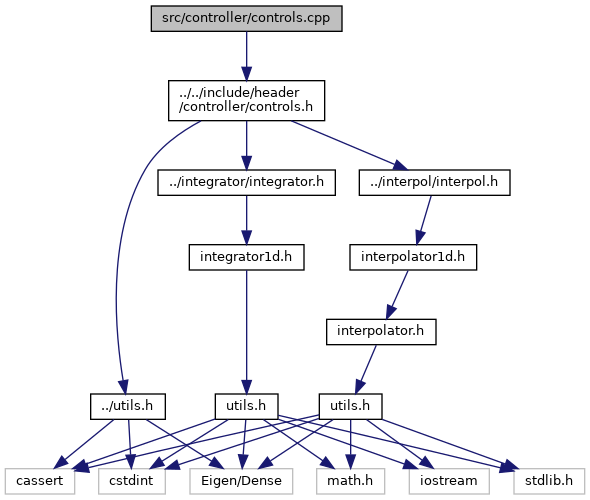 src/controller/controls.cpp
../../include/header
/controller/controls.h
../integrator/integrator.h
../interpol/interpol.h
integrator1d.h
interpolator1d.h
interpolator.h
../utils.h
utils.h
utils.h
cassert
cstdint
Eigen/Dense
math.h
iostream
stdlib.h